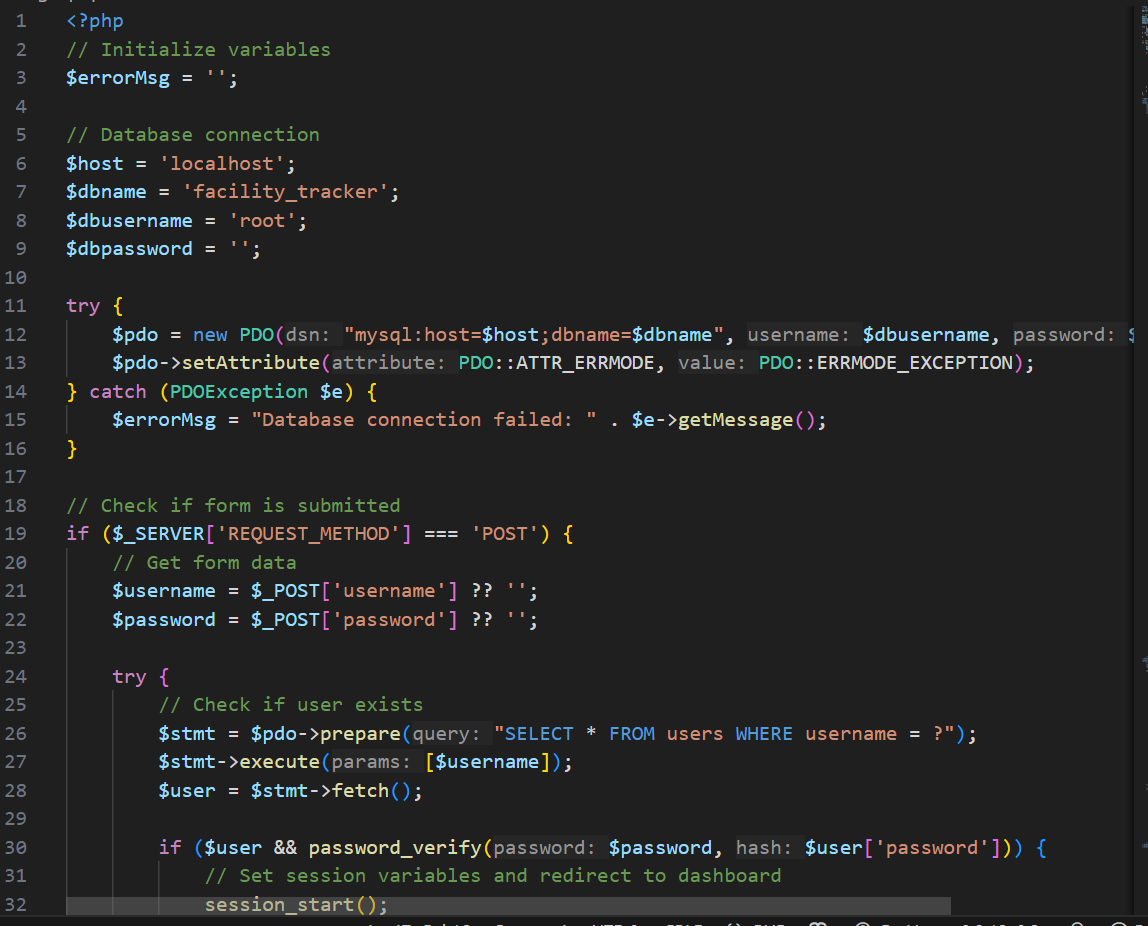 1 <?php
2 // Initialize variables
3 $errorMsg = '';
4
5 // Database connection
6 $host = 'localhost';
7 $dbname = 'facility_tracker';
8 $dbusername = 'root';
9 $dbpassword = '';
10
11 try {
12 $pdo = new PDO(dsn: "mysql:host=$host;dbname=$dbname", username: $dbusername, password: $
13 $pdo->setAttribute(attribute: PDO::ATTR_ERRMODE, value: PDO::ERRMODE_EXCEPTION);
14 } catch (PDOException $e) {
15 $errorMsg = "Database connection failed: " . $e->getMessage();
16 }
17
18 // Check if form is submitted
19 if ($_SERVER['REQUEST_METHOD'] === 'POST') {
20 // Get form data
21 $username = $_POST['username'] ?? '';
22 $password = $_POST['password'] ?? '';
23
24 try {
25 // Check if user exists
26 $stmt = $pdo->prepare(query: "SELECT * FROM users WHERE username = ?");
27 $stmt->execute(params: [$username]);
28 $user = $stmt->fetch();
29
30 if ($user && password_verify(password: $password, hash: $user['password'])) {
31 // Set session variables and redirect to dashboard
32 session_start();